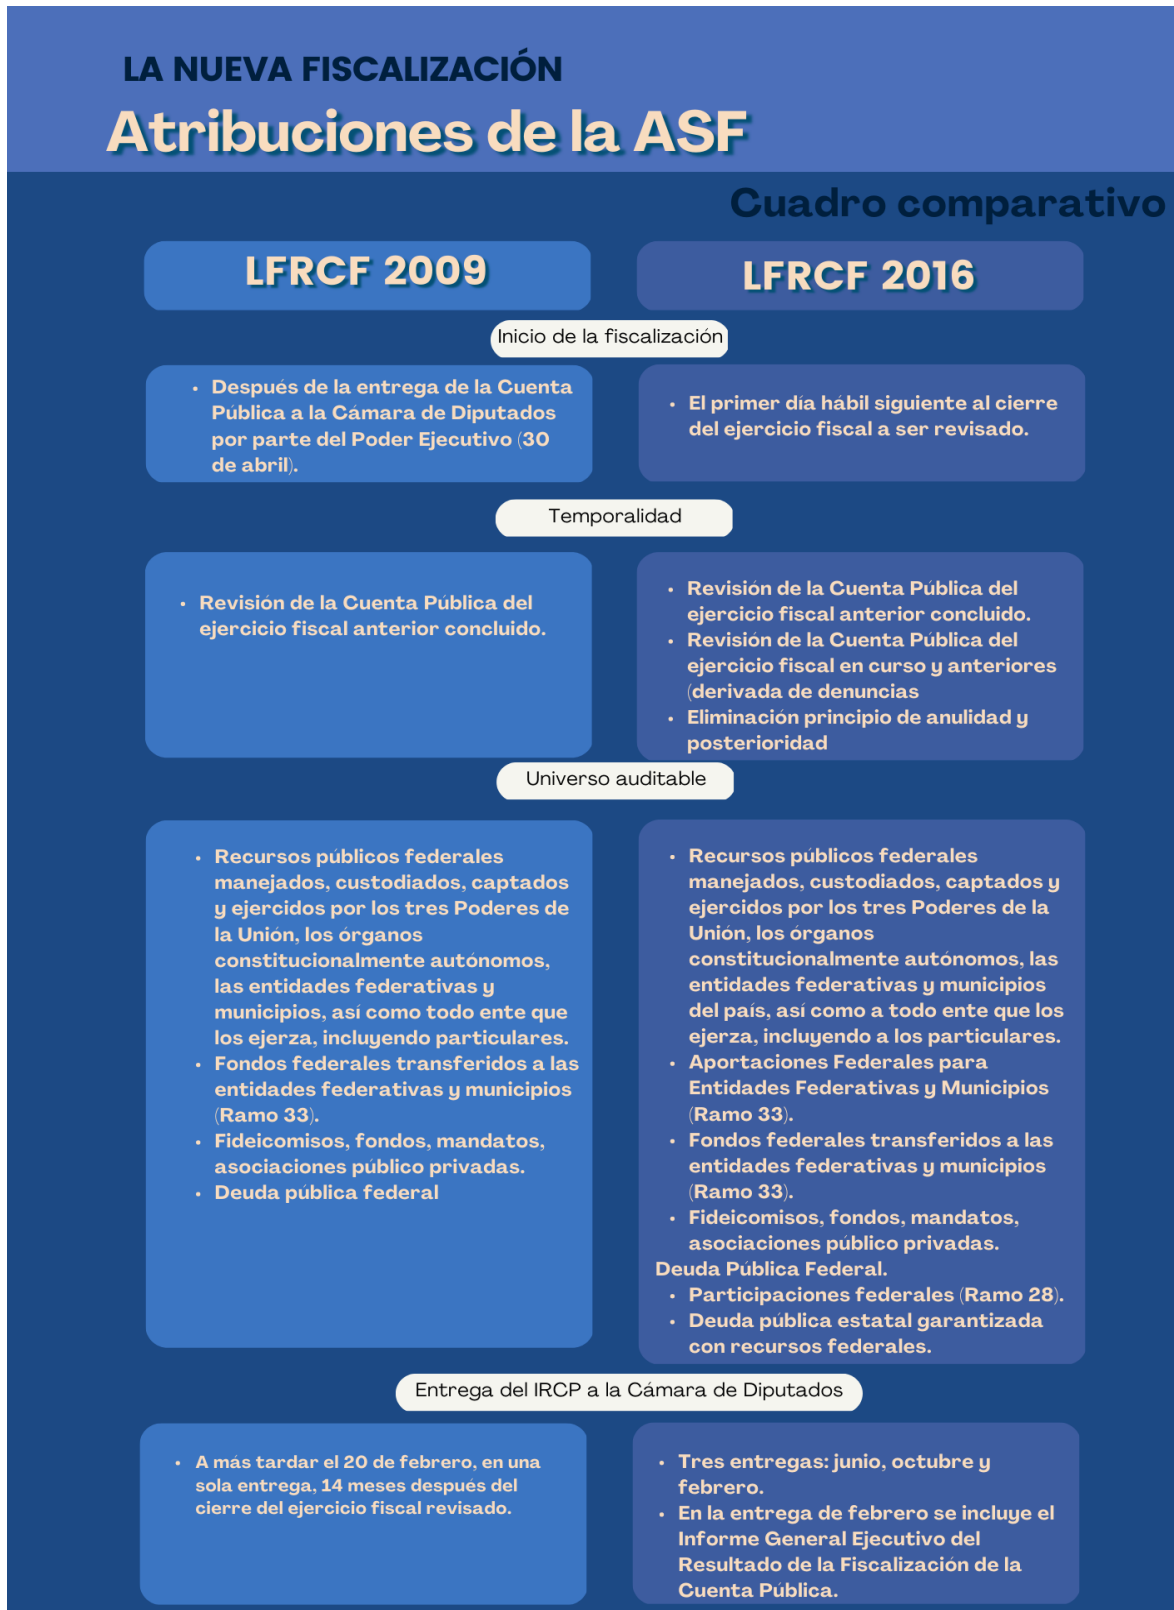 LA NUEVA FISCALIZACIÓN
Atribuciones de la ASF
Cuadro comparativo
LFRCF 2009
LFRCF 2016
Inicio de la fiscalización
• Después de la entrega de la Cuenta
Pública a la Cámara de Diputados
por parte del Poder Ejecutivo (30
de abril).
• El primer día hábil siguiente al cierre
del ejercicio fiscal a ser revisado.
Temporalidad
• Revisión de la Cuenta Pública del
ejercicio fiscal anterior concluido.
• Revisión de la Cuenta Pública del
ejercicio fiscal anterior concluido.
• Revisión de la Cuenta Pública del
ejercicio fiscal en curso y anteriores
(derivada de denuncias
• Eliminación principio de anulidad y
posterioridad
Universo auditable
• Recursos públicos federales
manejados, custodiados, captados
y ejercidos por los tres Poderes de
la Unión, los órganos
constitucionalmente autónomos,
las entidades federativas y
municipios, así como todo ente que
los ejerza, incluyendo particulares.
• Fondos federales transferidos a las
entidades federativas y municipios
(Ramo 33).
• Fideicomisos, fondos, mandatos,
asociaciones público privadas.
• Deuda pública federal
• Recursos públicos federales
manejados, custodiados, captados y
ejercidos por los tres Poderes de la
Unión, los órganos
constitucionalmente autónomos, las
entidades federativas y municipios
del país, así como a todo ente que los
ejerza, incluyendo a los particulares.
• Aportaciones Federales para
Entidades Federativas y Municipios
(Ramo 33).
• Fondos federales transferidos a las
entidades federativas y municipios
(Ramo 33).
• Fideicomisos, fondos, mandatos,
asociaciones público privadas.
Deuda Pública Federal.
• Participaciones federales (Ramo 28).
• Deuda pública estatal garantizada
con recursos federales.
Entrega del IRCP a la Cámara de Diputados
• A más tardar el 20 de febrero, en una
sola entrega, 14 meses después del
cierre del ejercicio fiscal revisado.
• Tres entregas: junio, octubre y
febrero.
• En la entrega de febrero se incluye el
Informe General Ejecutivo del
Resultado de la Fiscalización de la
Cuenta Pública.